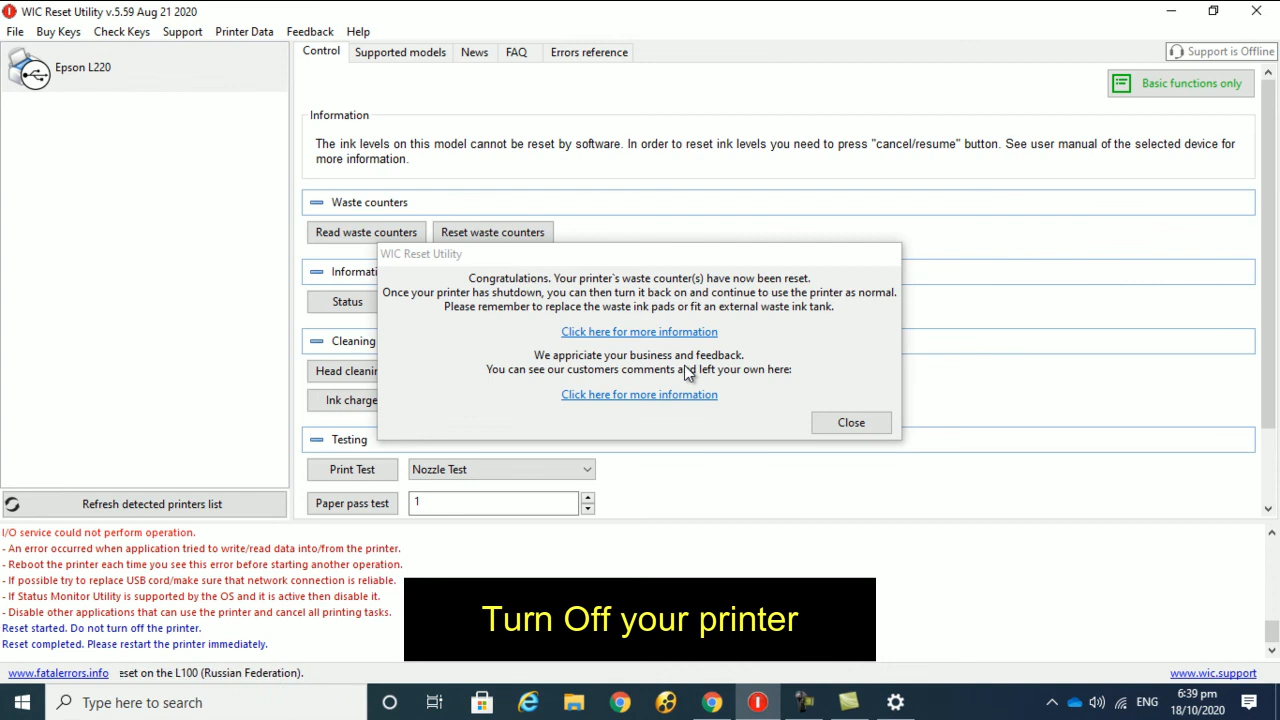 WIC Reset Utility v.5.59 Aug 21 2020
File Buy Keys Check Keys Support Printer Data Feedback Help
Epson L220
Control Supported models News FAQ Errors reference
Support is Offline
Basic functions only
Information
The ink levels on this model cannot be reset by software. In order to reset ink levels you need to press "cancel/resume" button. See user manual of the selected device for
more information.
Waste counters
Read waste counters Reset waste counters
Informati
Status
Cleaning
Head cleanin
Ink charge
WIC Reset Utility
Congratulations. Your printer`s waste counter(s) have now been reset.
Once your printer has shutdown, you can then turn it back on and continue to use the printer as normal.
Please remember to replace the waste ink pads or fit an external waste ink tank.
Click here for more information
We appriciate your business and feedback.
You can see our customers comments and left your own here:
Click here for more information
Close
Testing
Print Test Nozzle Test
Paper pass test 1
Refresh detected printers list
I/O service could not perform operation.
- An error occurred when application tried to write/read data into/from the printer.
- Reboot the printer each time you see this error before starting another operation.
- If possible try to replace USB cord/make sure that network connection is reliable.
- If Status Monitor Utility is supported by the OS and it is active then disable it.
- Disable other applications that can use the printer and cancel all printing tasks.
Reset started. Do not turn off the printer.
Reset completed. Please restart the printer immediately.
Turn Off your printer
www.fatalerrors.info eset on the L100 (Russian Federation).
www.wic.support
Type here to search
ENG
6:39 pm
18/10/2020